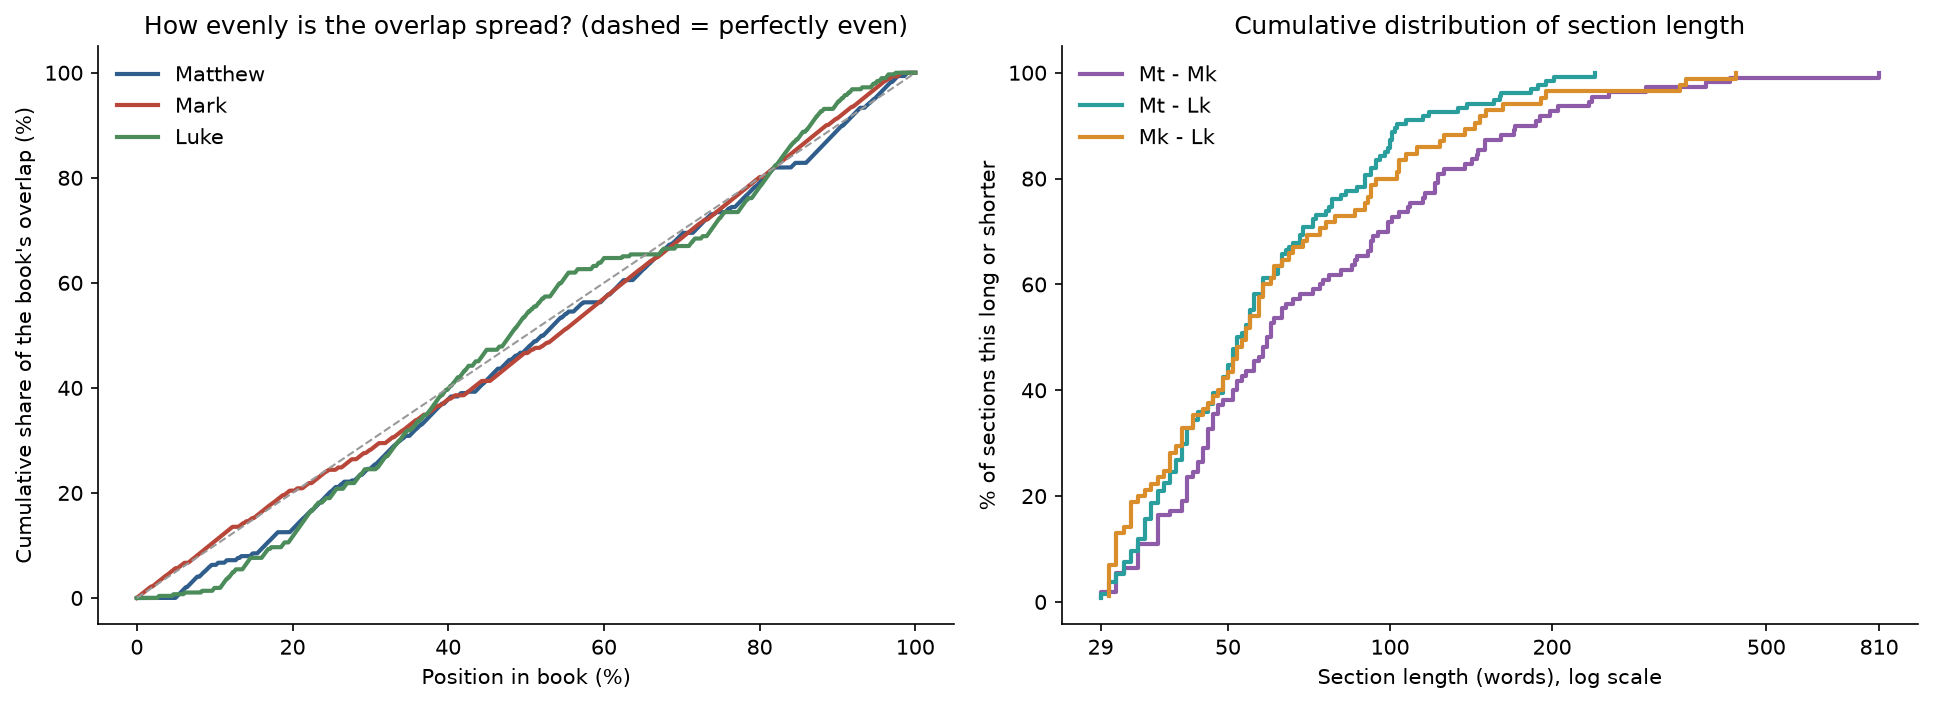 How evenly is the overlap spread? (dashed = perfectly even)
Cumulative share of the book's overlap (%)
100
80
60
40
20
0
Matthew
Mark
Luke
0 20 40 60 80 100
Position in book (%)
Cumulative distribution of section length
% of sections this long or shorter
100
80
60
40
20
0
Mt - Mk
Mt - Lk
Mk - Lk
29 50 100 200 500 810
Section length (words), log scale